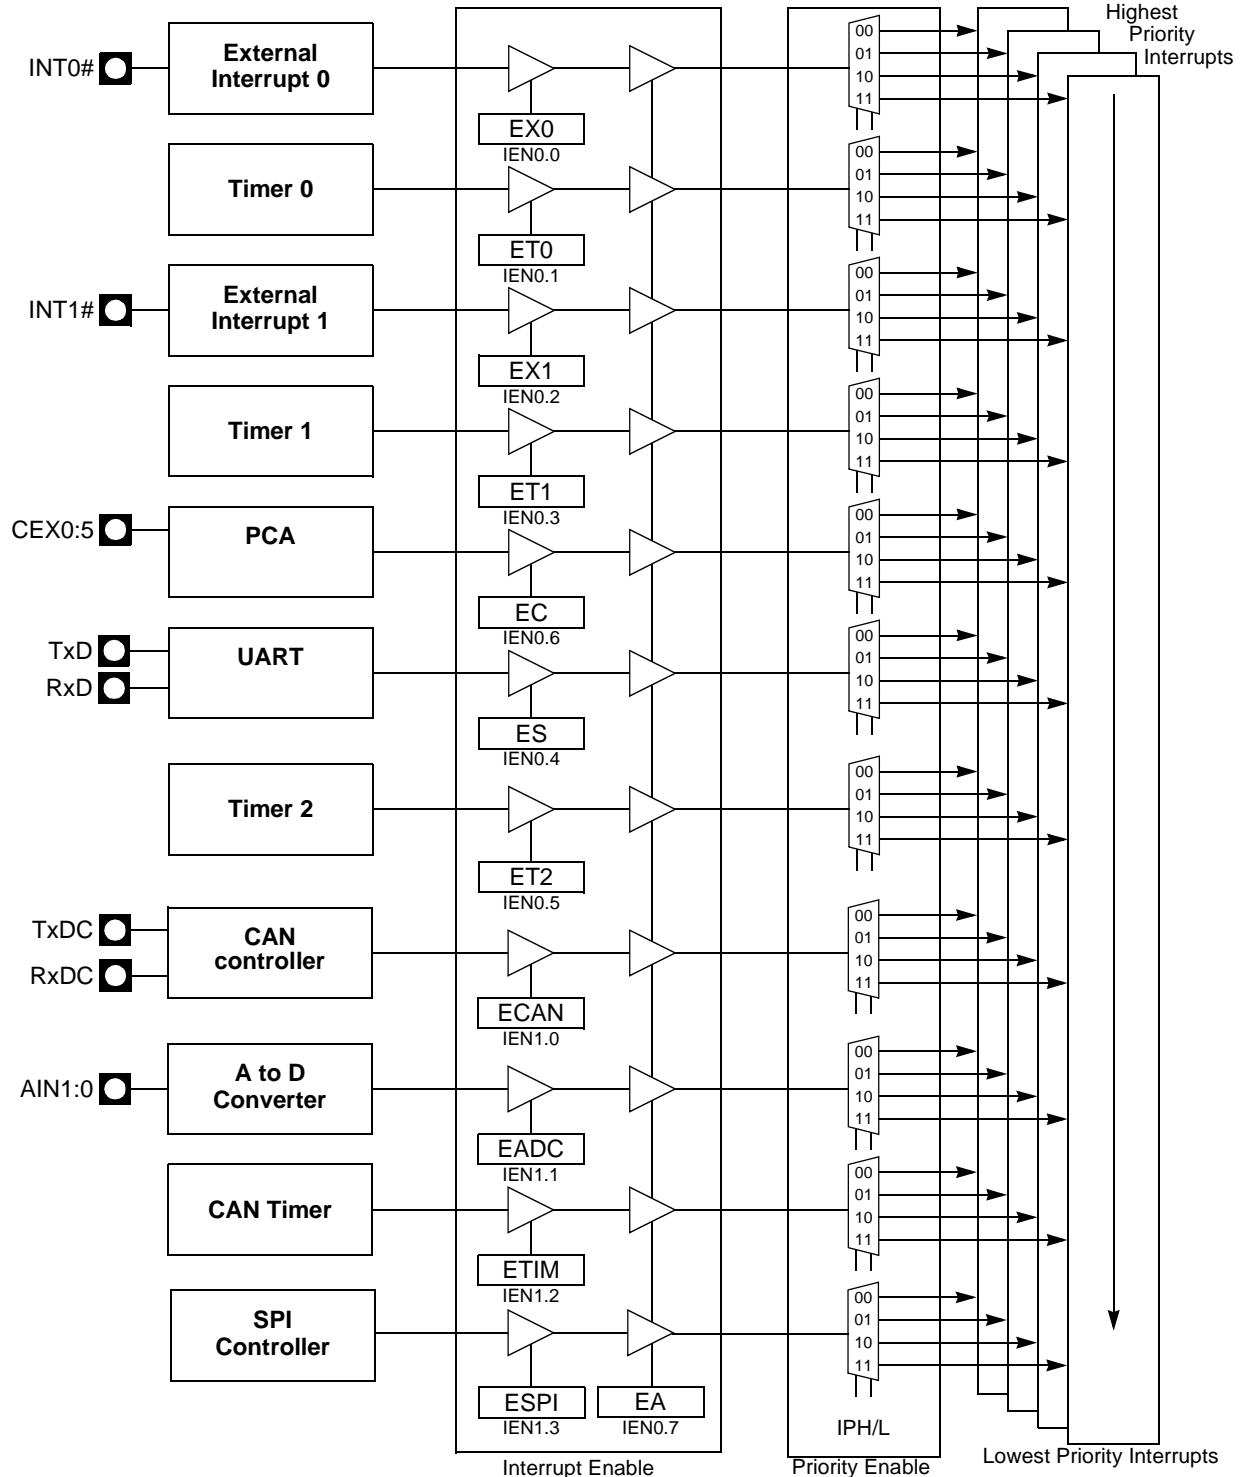 Highest
Priority
Interrupts
INT0#
External
Interrupt 0
EX0
IEN0.0
00
01
10
11
Timer 0
ET0
IEN0.1
00
01
10
11
INT1#
External
Interrupt 1
EX1
IEN0.2
00
01
10
11
Timer 1
ET1
IEN0.3
00
01
10
11
CEX0:5
PCA
EC
IEN0.6
00
01
10
11
TxD
RxD
UART
ES
IEN0.4
00
01
10
11
Timer 2
ET2
IEN0.5
00
01
10
11
TxDC
RxDC
CAN
controller
ECAN
IEN1.0
00
01
10
11
AIN1:0
A to D
Converter
EADC
IEN1.1
00
01
10
11
CAN Timer
ETIM
IEN1.2
00
01
10
11
SPI
Controller
ESPI
IEN1.3
EA
IEN0.7
00
01
10
11
IPH/L
Interrupt Enable
Priority Enable
Lowest Priority Interrupts